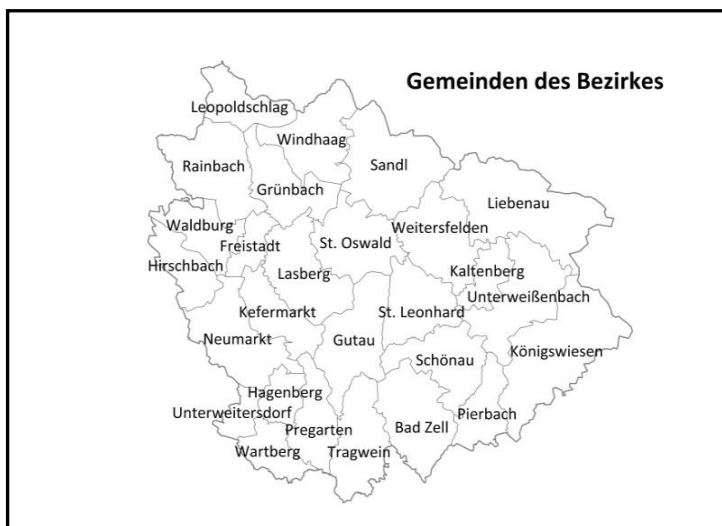 Gemeinden des Bezirkes
Leopoldschlag
Windhaag
Rainbach
Sandl
Grünbach
Liebenau
Waldburg
Weitersfelden
Freistadt
St. Oswald
Hirschbach
Lasberg
Kaltenberg
Unterweißenbach
Kefermarkt
St. Leonhard
Neumarkt
Gutau
Königswiesen
Schönau
Hagenberg
Unterweitersdorf
Pierbach
Pregarten
Bad Zell
Wartberg
Tragwein